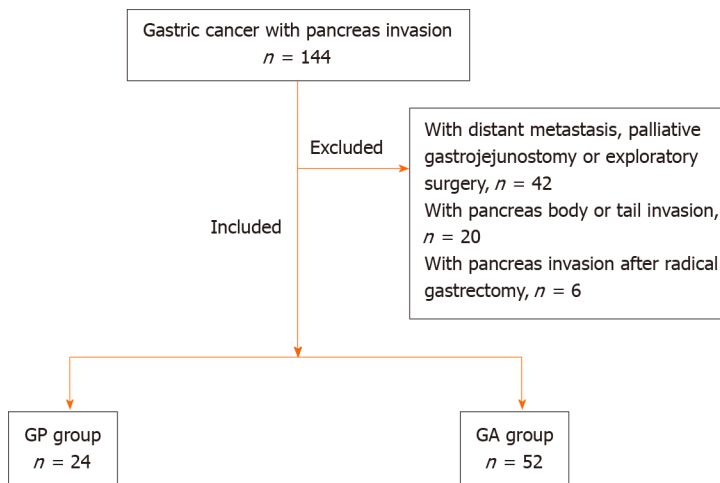 Gastric cancer with pancreas invasion
n = 144
Excluded
With distant metastasis, palliative
gastrojejunostomy or exploratory
surgery, n = 42
With pancreas body or tail invasion,
n = 20
With pancreas invasion after radical
gastrectomy, n = 6
Included
GP group
n = 24
GA group
n = 52